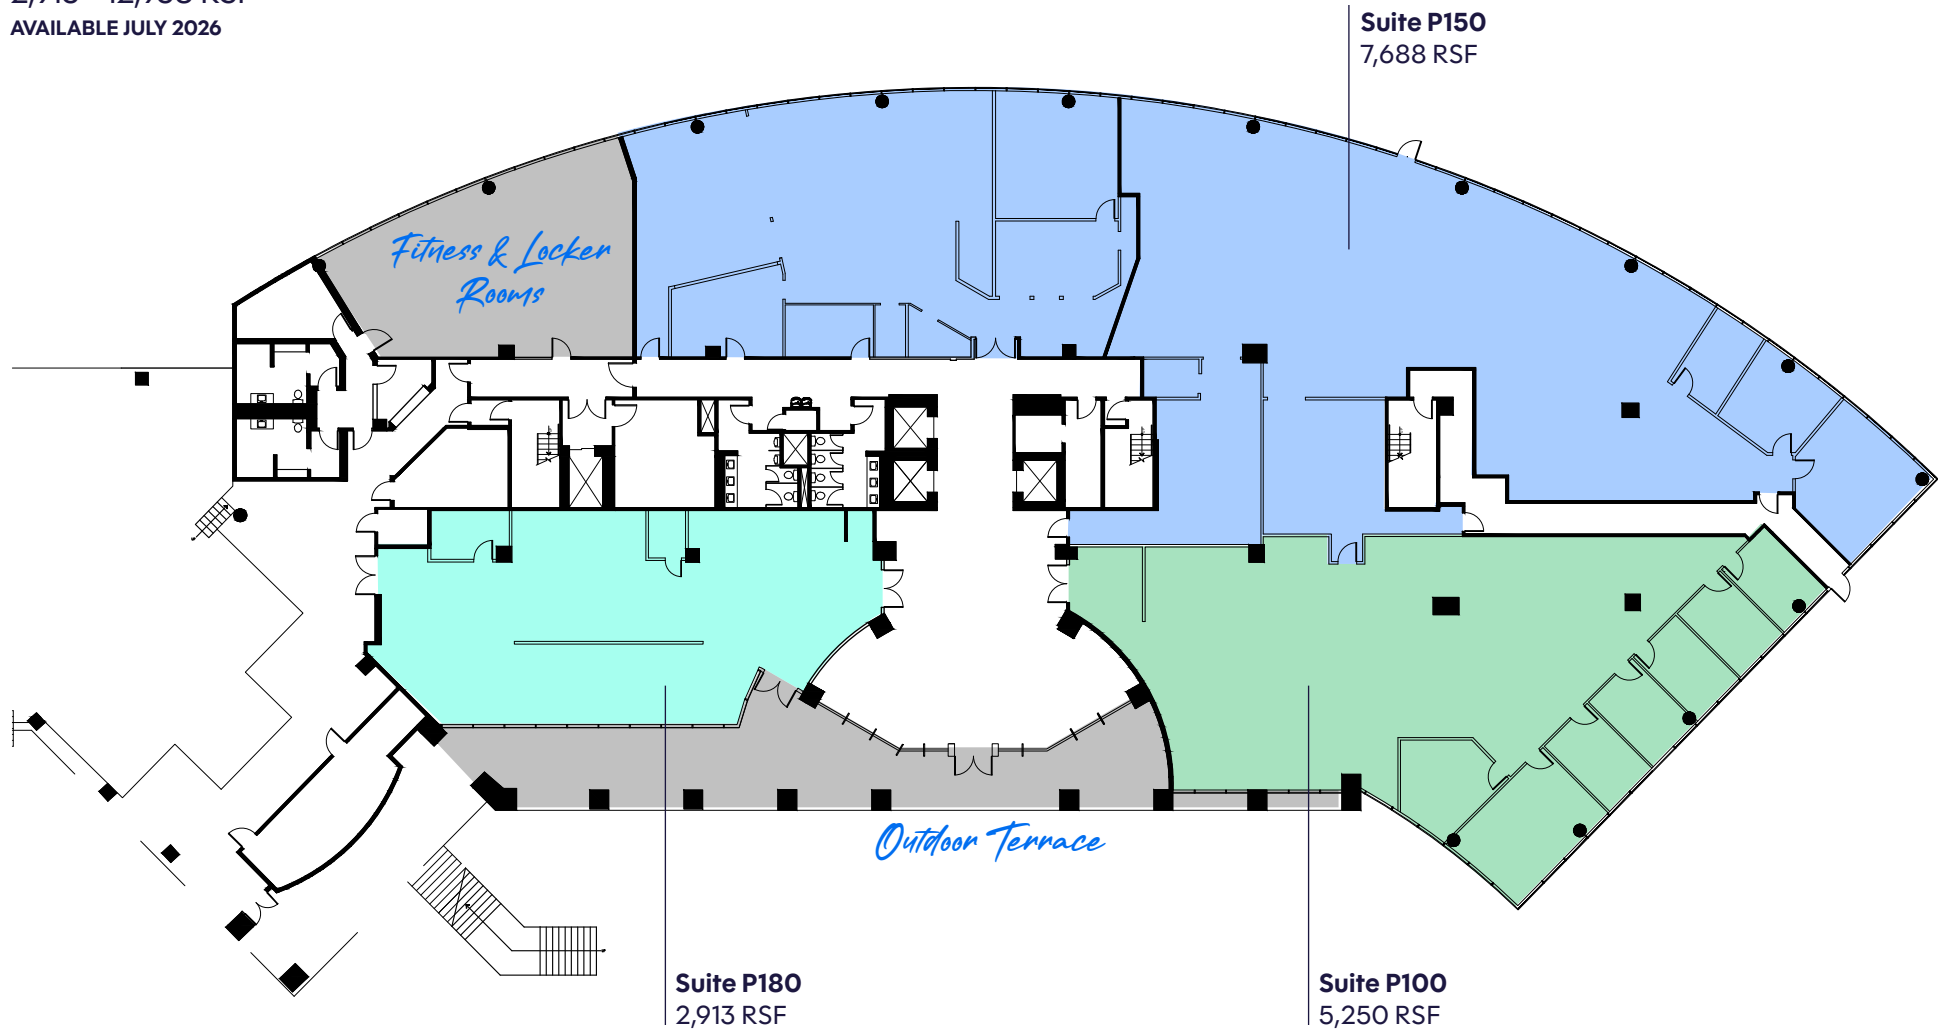 AVAILABLE JULY 2026
Suite P150
7,688 RSF
Fitness & Locker
Rooms
Outdoor Terrace
Suite P180
2,913 RSF
Suite P100
5,250 RSF